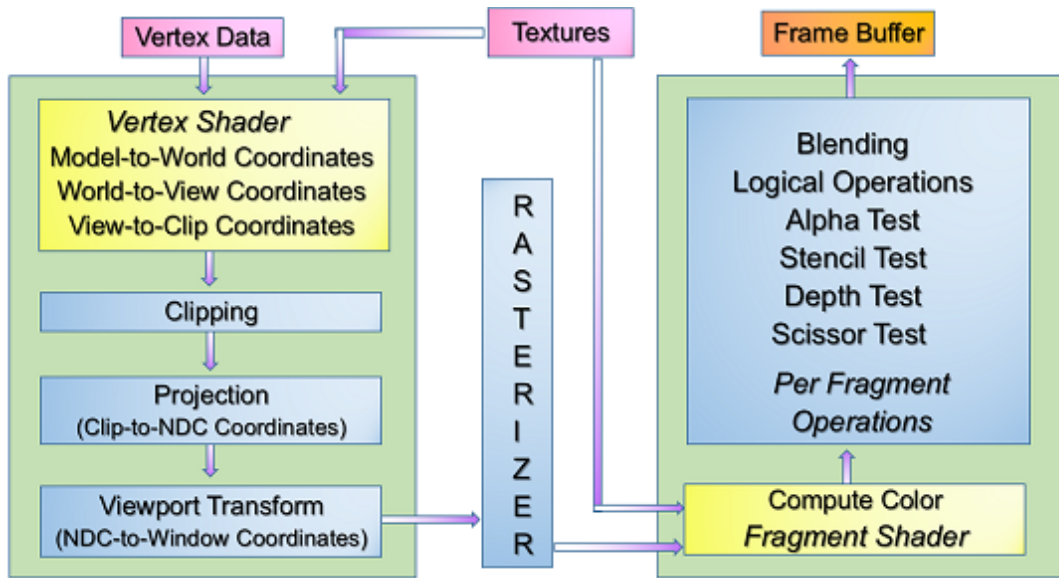 Vertex Data
Textures
Frame Buffer
Vertex Shader
Model-to-World Coordinates
World-to-View Coordinates
View-to-Clip Coordinates
Clipping
Projection
(Clip-to-NDC Coordinates)
Viewport Transform
(NDC-to-Window Coordinates)
R
A
S
T
E
R
I
Z
E
R
Blending
Logical Operations
Alpha Test
Stencil Test
Depth Test
Scissor Test
Per Fragment
Operations
Compute Color
Fragment Shader